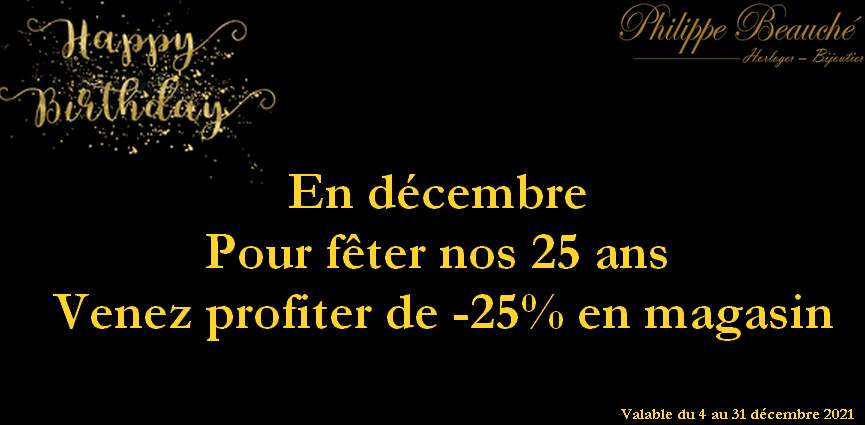 Happy
Birthday
Philippe Beauché
Horloger – Bijoutier
En décembre
Pour fêter nos 25 ans
Venez profiter de -25% en magasin
Valable du 4 au 31 décembre 2021